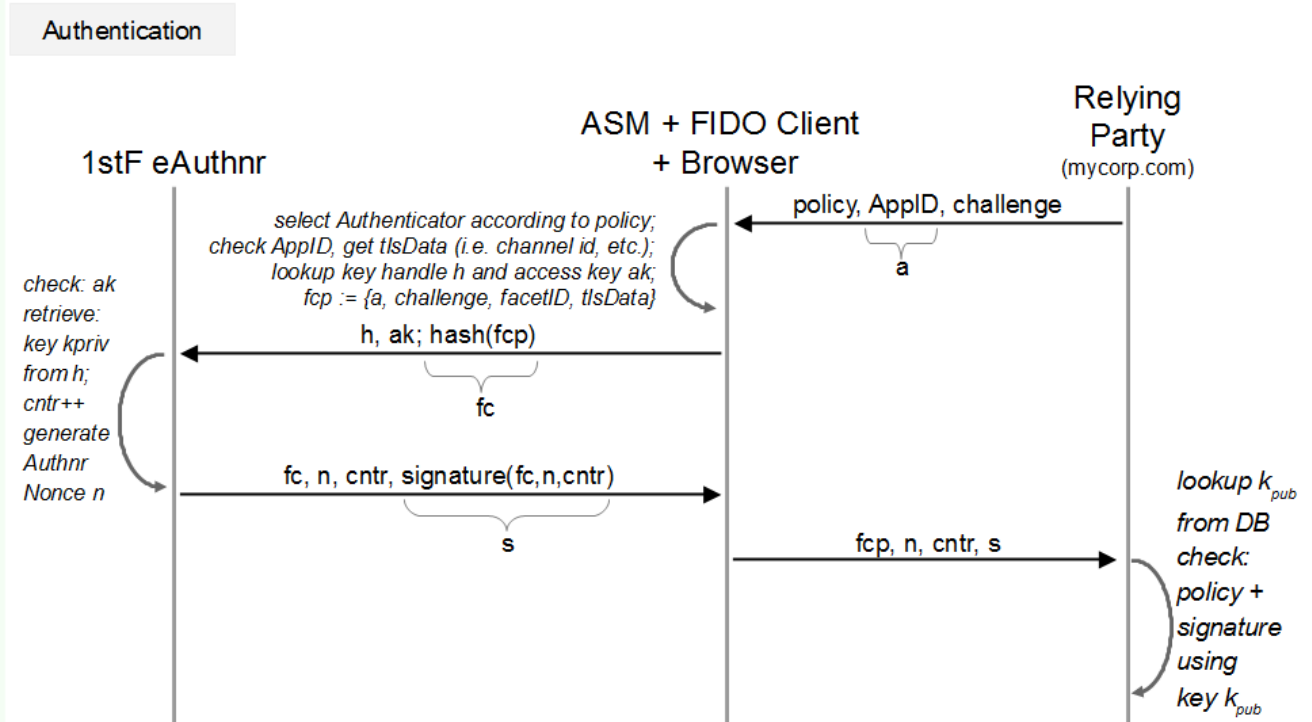 Authentication
Relying
Party
(mycorp.com)
ASM + FIDO Client
+ Browser
1stF eAuthnr
policy, AppID, challenge
a
select Authenticator according to policy;
check AppID, get tlsData (i.e. channel id, etc.);
lookup key handle h and access key ak;
fcp := {a, challenge, facetID, tlsData}
h, ak; hash(fcp)
fc
check: ak
retrieve:
key kpriv
from h;
cntr++
generate
Authnr
Nonce n
fc, n, cntr, signature(fc,n,cntr)
s
fcp, n, cntr, s
lookup kpub
from DB
check:
policy +
signature
using
key kpub